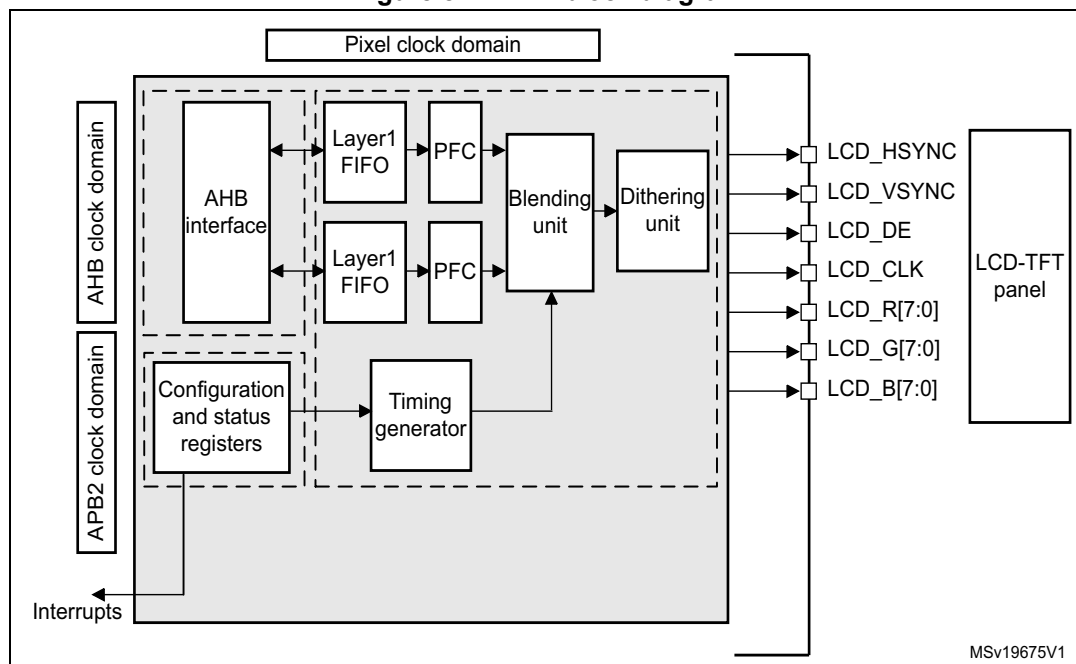 Pixel clock domain
AHB clock domain
APB2 clock domain
AHB
interface
Layer1
FIFO
PFC
Layer1
FIFO
PFC
Blending
unit
Dithering
unit
Configuration
and status
registers
Timing
generator
Interrupts
LCD_HSYNC
LCD_VSYNC
LCD_DE
LCD_CLK
LCD_R[7:0]
LCD_G[7:0]
LCD_B[7:0]
LCD-TFT
panel
MSv19675V1